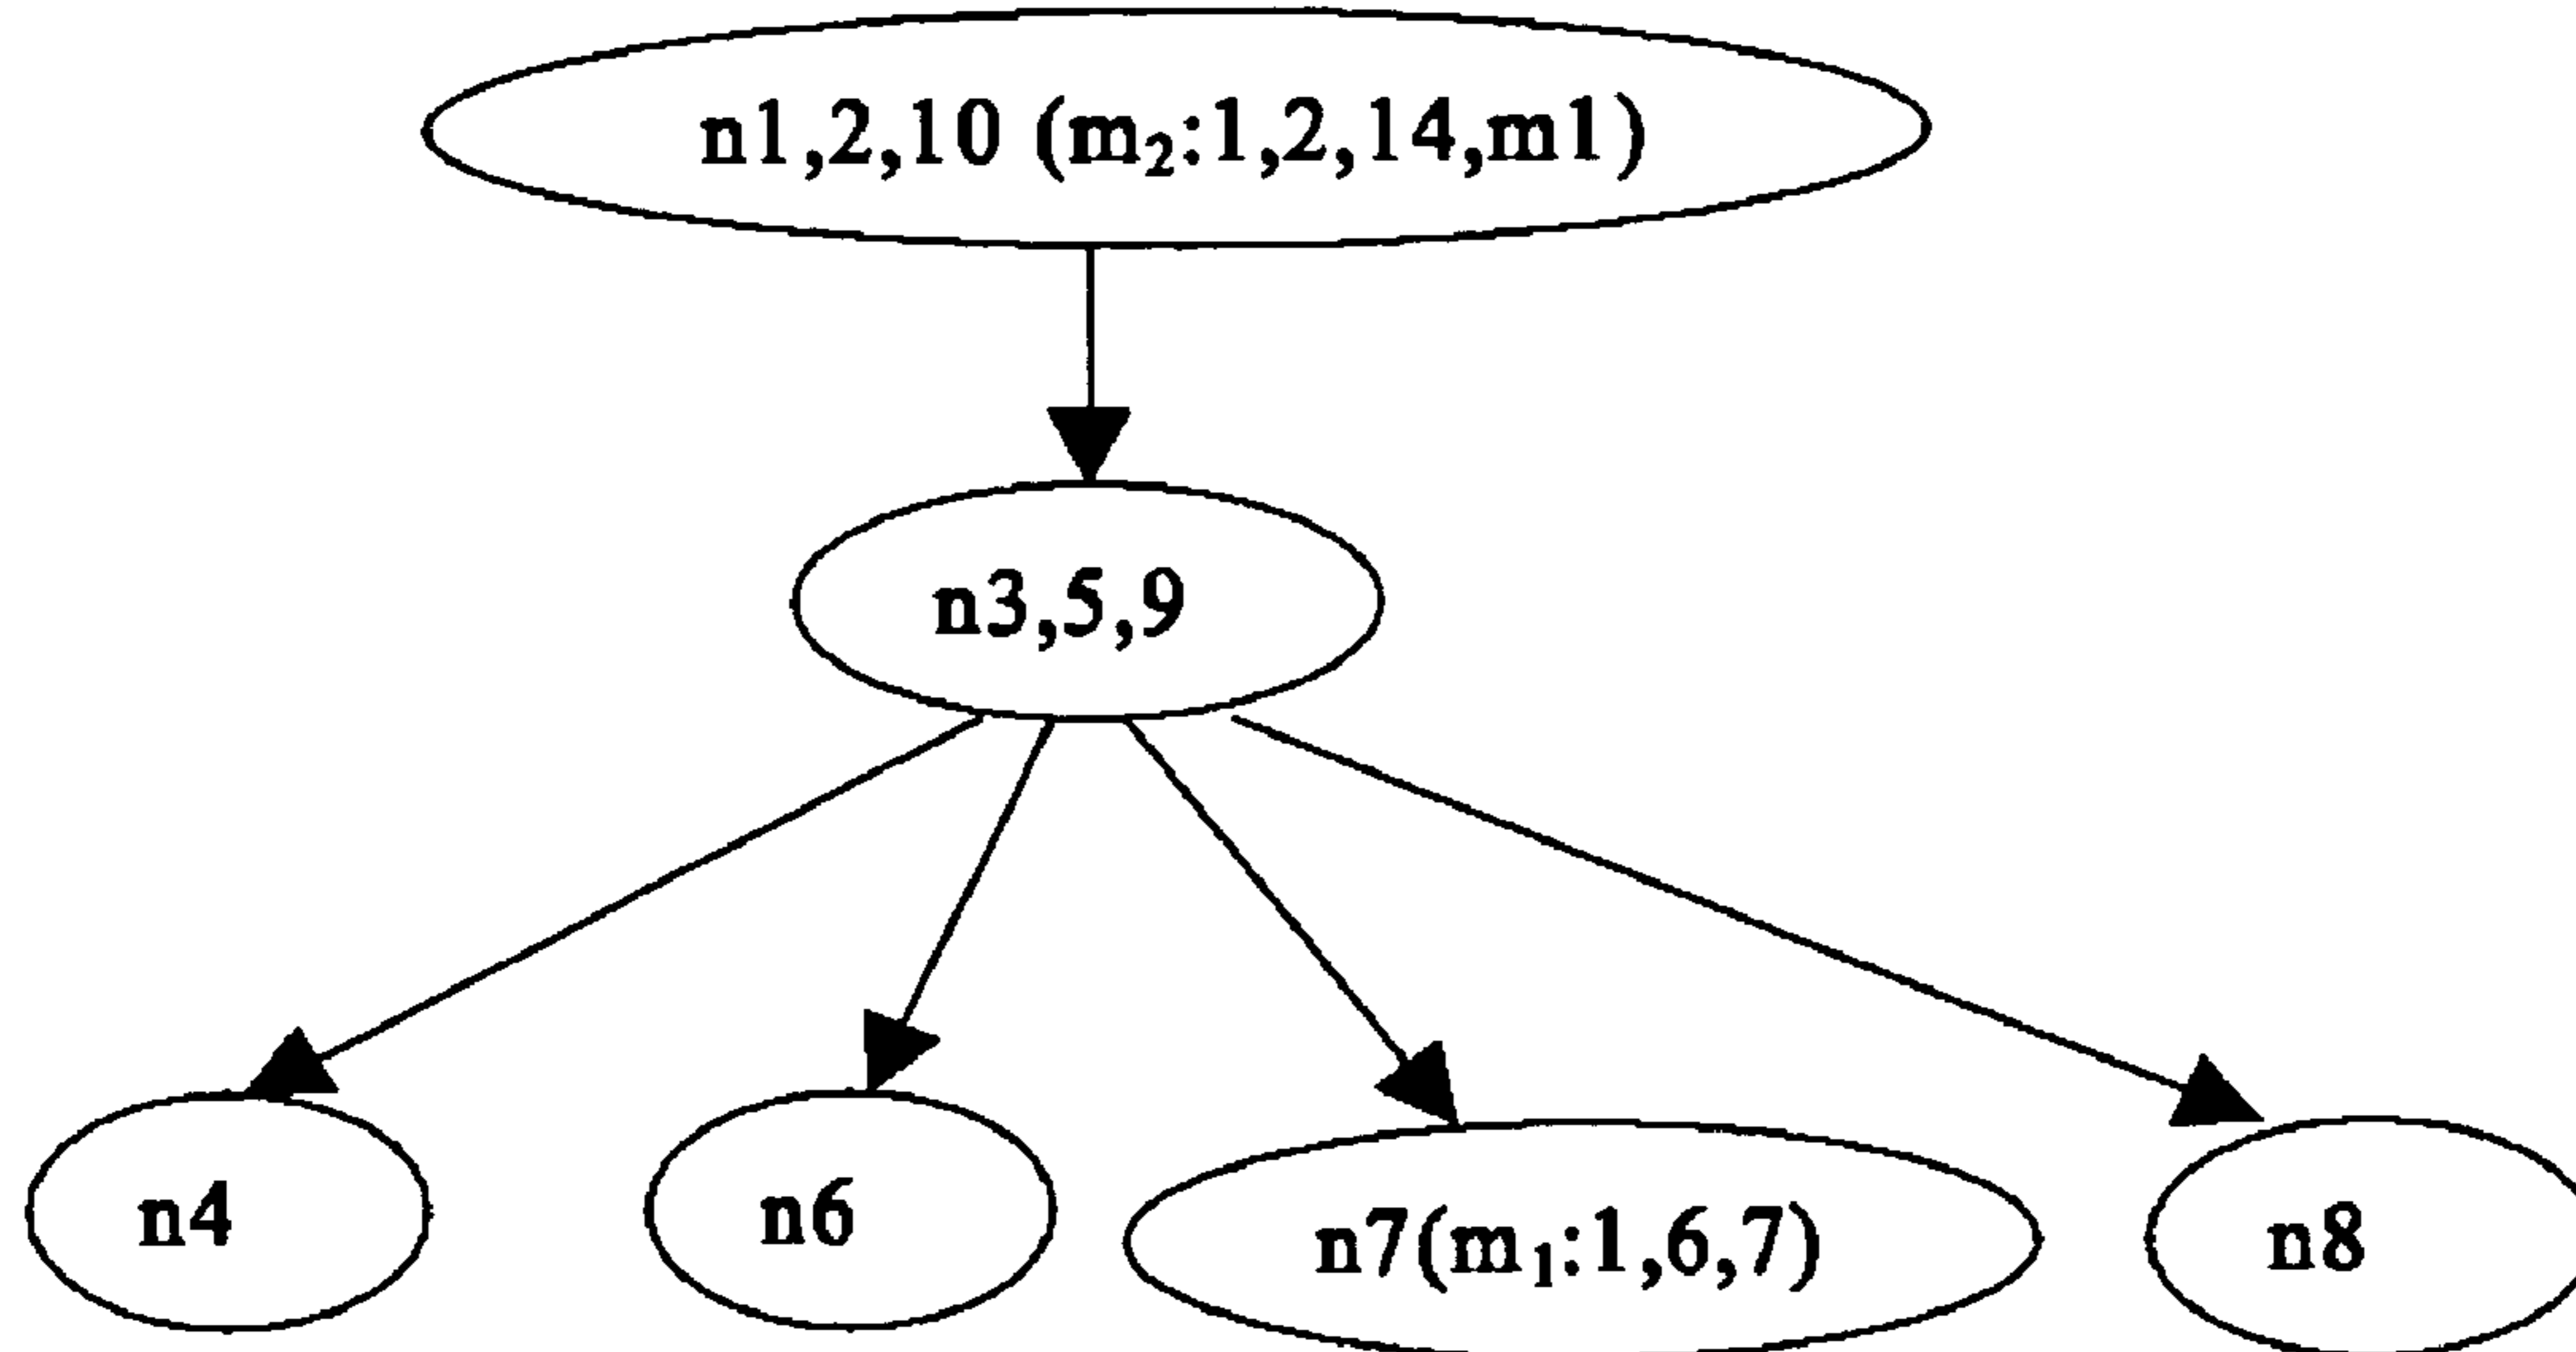 n1,2,10 (m₂:1,2,14,m1)
n3,5,9
n4
n6
n7(m₁:1,6,7)
n8